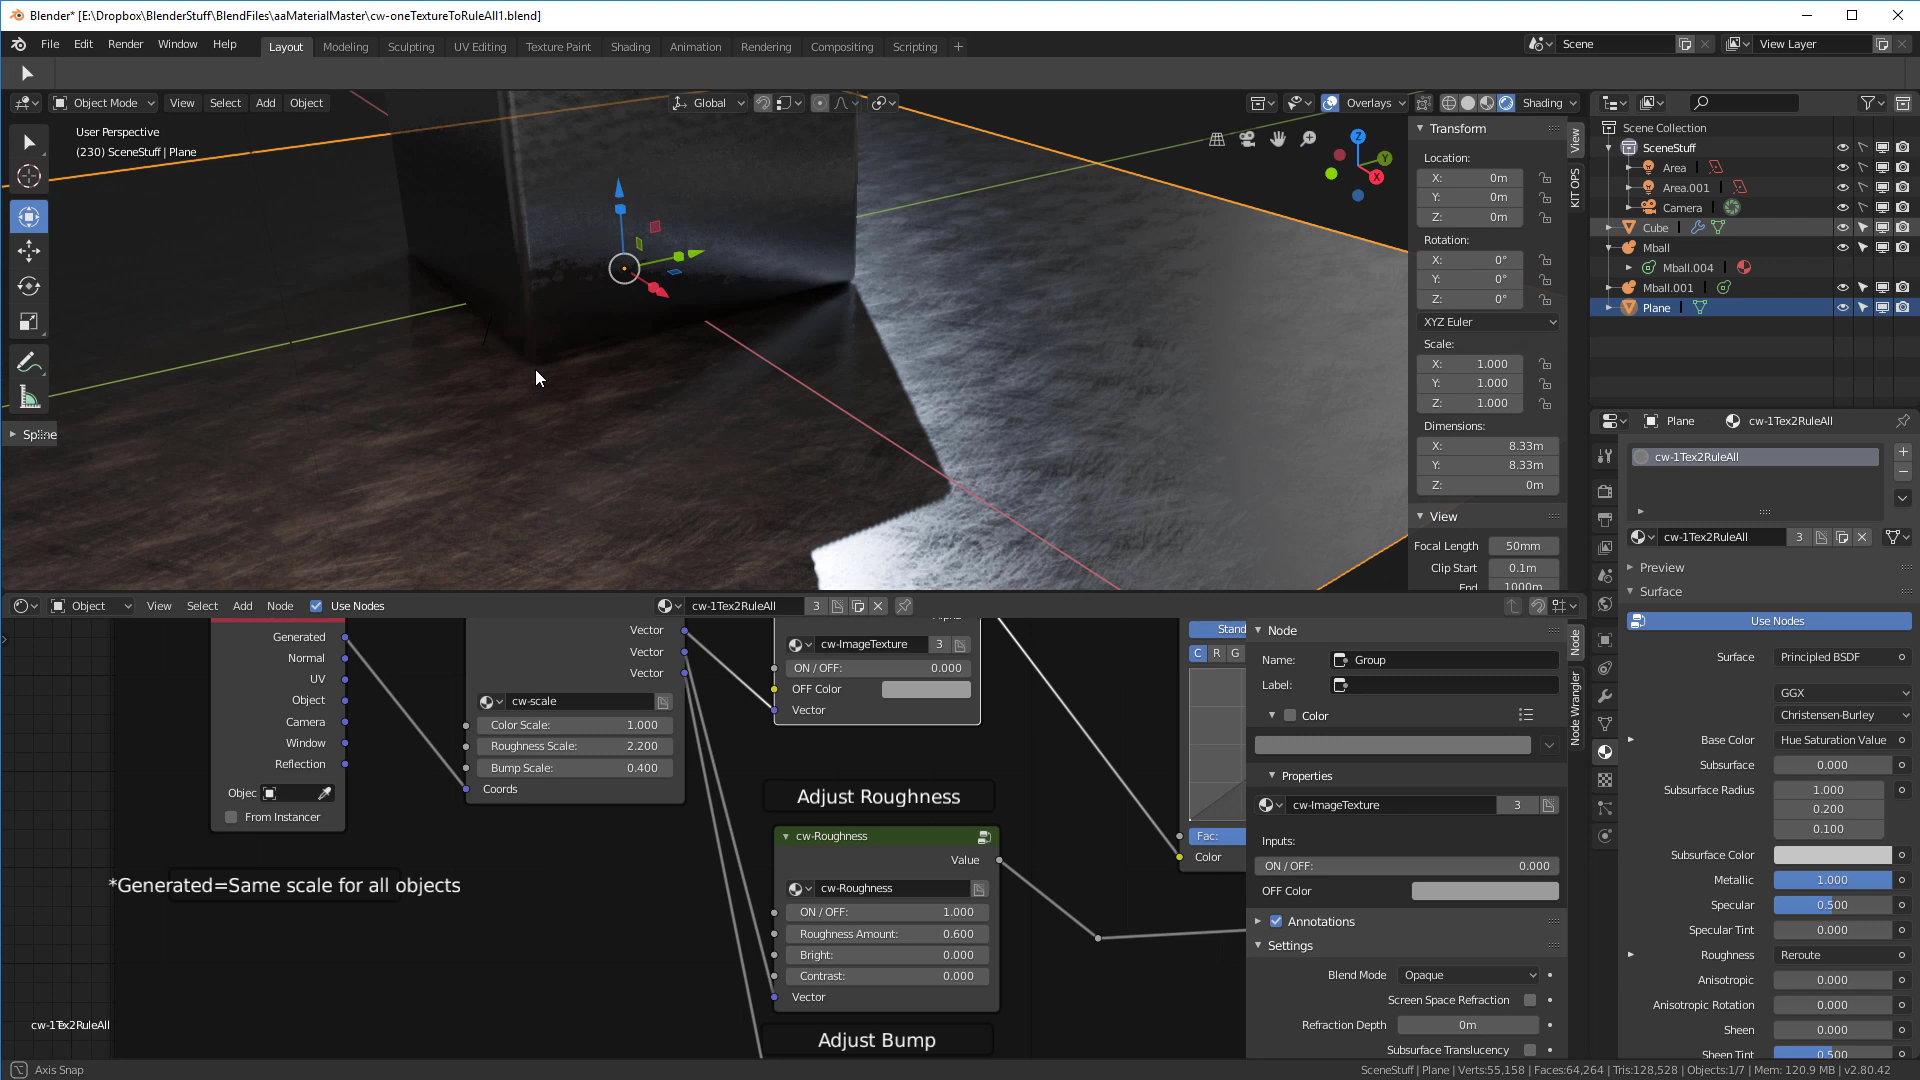 Blender* [E:\Dropbox\BlenderStuff\BlendFiles\aaMaterialMaster\cw-oneTextureToRuleAll1.blend]
File Edit Render Window Help Layout Modeling Sculpting UV Editing Texture Paint Shading Animation Rendering Compositing Scripting + Scene View Layer
Object Mode View Select Add Object Global Overlays Shading
User Perspective
(230) SceneStuff | Plane
Spline
Z
Y
X
View
KIT OPS
Transform
Location:
X: 0m
Y: 0m
Z: 0m
Rotation:
X: 0°
Y: 0°
Z: 0°
XYZ Euler
Scale:
X: 1.000
Y: 1.000
Z: 1.000
Dimensions:
X: 8.33m
Y: 8.33m
Z: 0m
View
Focal Length 50mm
Clip Start 0.1m
End 1000m
Scene Collection
SceneStuff
Area
Area.001
Camera
Cube
Mball
Mball.004
Mball.001
Plane
Plane cw-1Tex2RuleAll
cw-1Tex2RuleAll
cw-1Tex2RuleAll 3
Preview
Surface
Use Nodes
Surface Principled BSDF
GGX
Christensen-Burley
Base Color Hue Saturation Value
Subsurface 0.000
Subsurface Radius 1.000
0.200
0.100
Subsurface Color
Metallic 1.000
Specular 0.500
Specular Tint 0.000
Roughness Reroute
Anisotropic 0.000
Anisotropic Rotation 0.000
Sheen 0.000
Sheen Tint 0.500
Object View Select Add Node Use Nodes cw-1Tex2RuleAll 3
Generated
Normal
UV
Object
Camera
Window
Reflection
Objec
From Instancer
*Generated=Same scale for all objects
cw-1Tex2RuleAll
Vector
Vector
Vector
cw-scale
Color Scale: 1.000
Roughness Scale: 2.200
Bump Scale: 0.400
Coords
cw-ImageTexture 3
ON / OFF: 0.000
OFF Color
Vector
Adjust Roughness
cw-Roughness
Value
cw-Roughness
ON / OFF: 1.000
Roughness Amount: 0.600
Bright: 0.000
Contrast: 0.000
Vector
Adjust Bump
Stand
C R G
Fac:
Color
Node
Name: Group
Label:
Color
Properties
cw-ImageTexture 3
Inputs:
ON / OFF: 0.000
OFF Color
Annotations
Settings
Blend Mode Opaque
Screen Space Refraction
Refraction Depth 0m
Subsurface Translucency
Node
Node Wrangler
Axis Snap
SceneStuff | Plane | Verts:55,158 | Faces:64,264 | Tris:128,528 | Objects:1/7 | Mem: 120.9 MB | v2.80.42